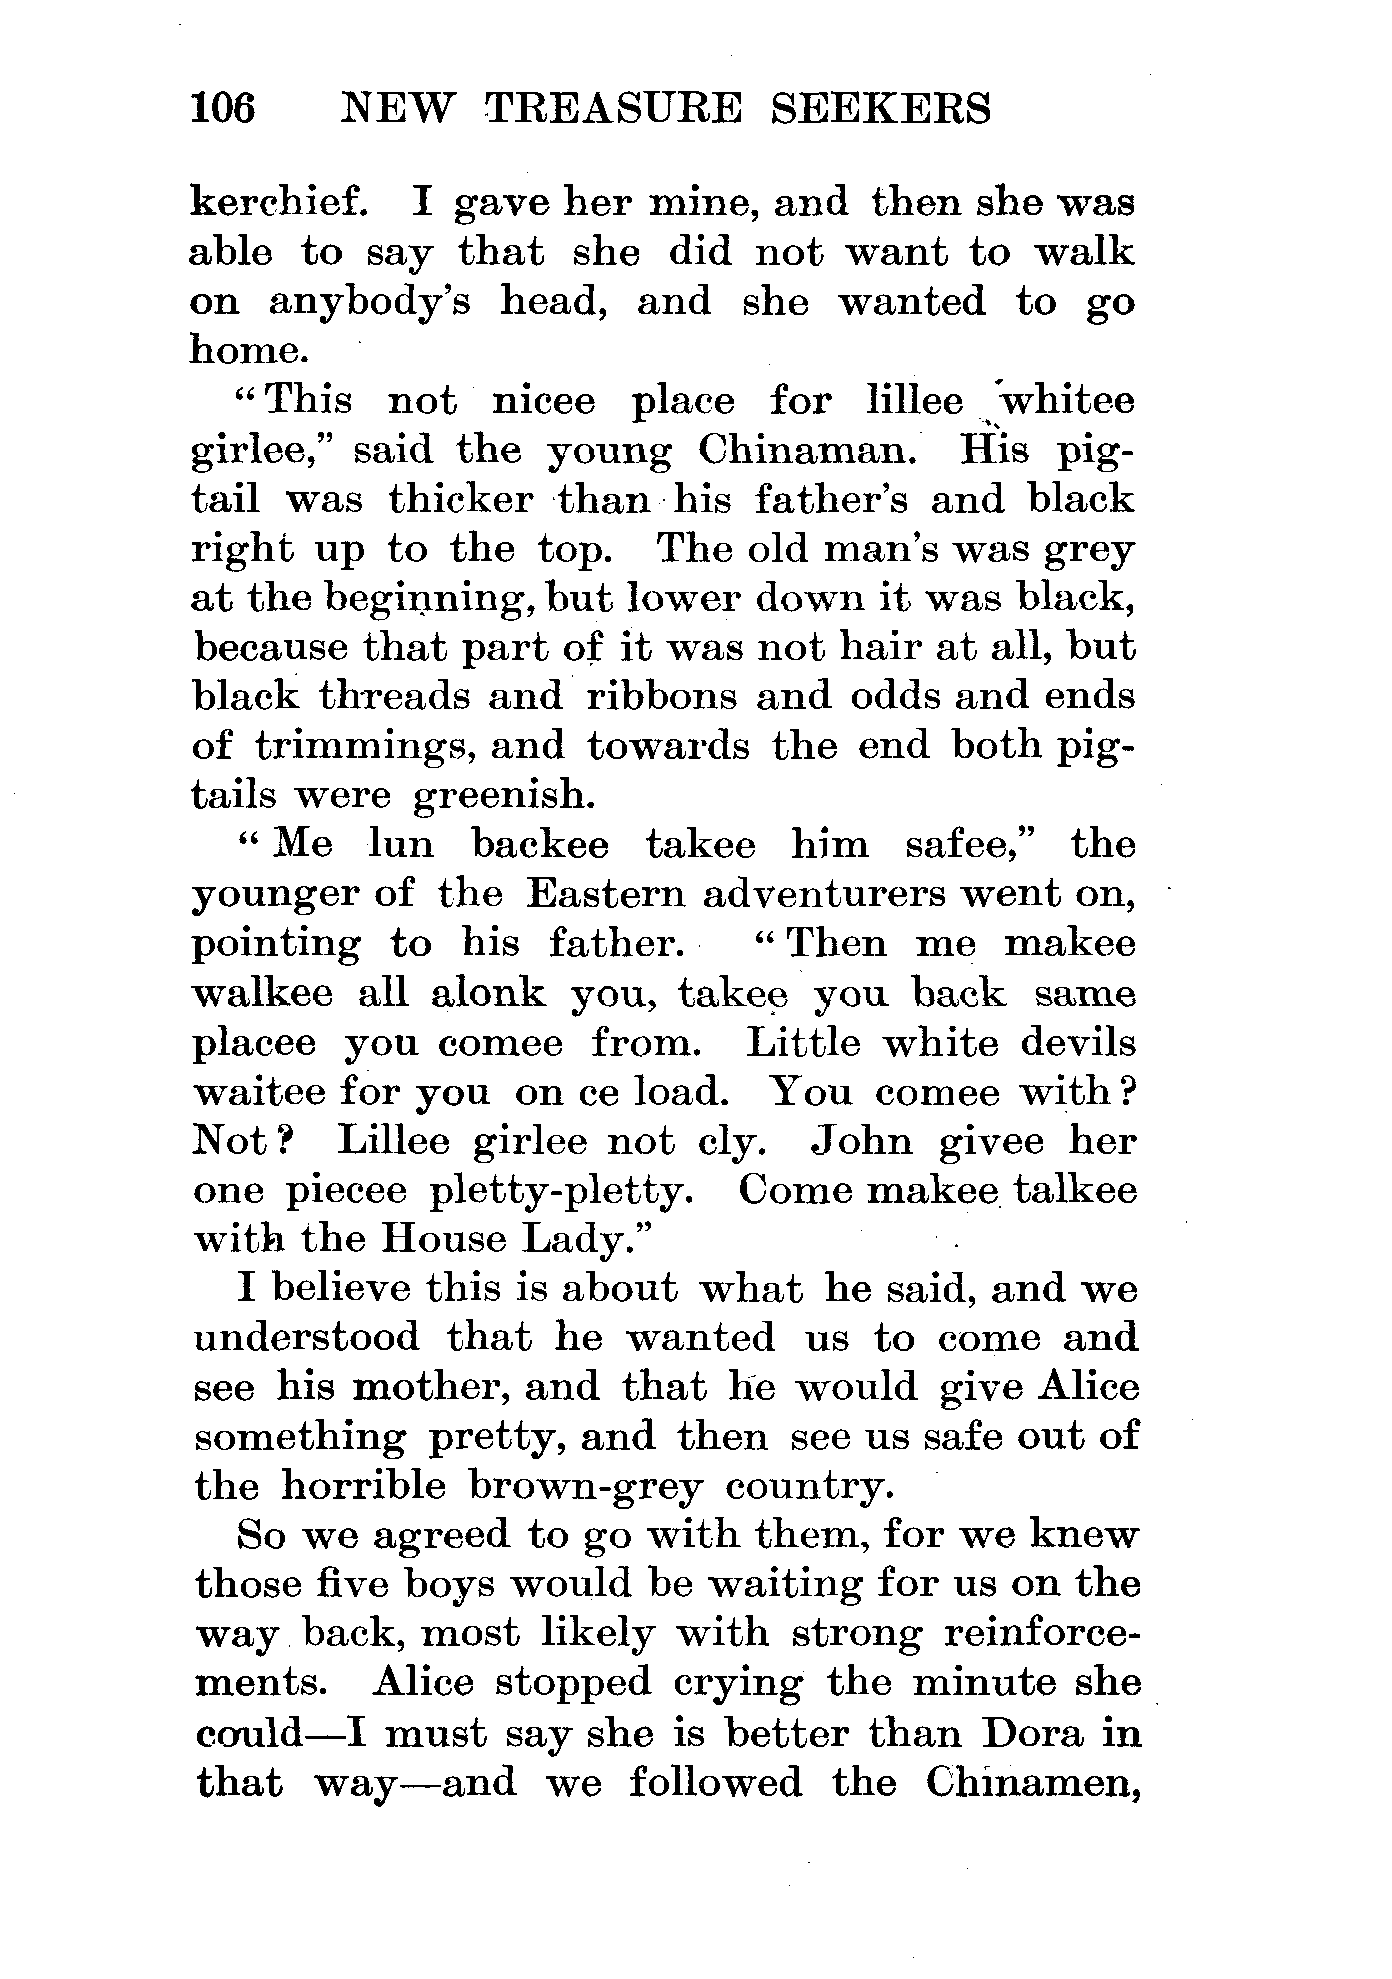 106 NEW TREASURE SEEKERS
kerchief. I gave her mine, and then she was
able to say that she did not want to walk
on anybody's head, and she wanted to go
home.
"This not nicee place for lillee whitee
girlee," said the young Chinaman. His pig-
tail was thicker than his father's and black
right up to the top. The old man's was grey
at the beginning, but lower down it was black,
because that part of it was not hair at all, but
black threads and ribbons and odds and ends
of trimmings, and towards the end both pig-
tails were greenish.
"Me lun backee takee him safee," the
younger of the Eastern adventurers went on,
pointing to his father. "Then me makee
walkee all alonk you, takee you back same
placee you comee from. Little white devils
waitee for you on ce load. You comee with?
Not? Lillee girlee not cly. John givee her
one piecee pletty-pletty. Come makee talkee
with the House Lady."
I believe this is about what he said, and we
understood that he wanted us to come and
see his mother, and that he would give Alice
something pretty, and then see us safe out of
the horrible brown-grey country.
So we agreed to go with them, for we knew
those five boys would be waiting for us on the
way back, most likely with strong reinforce-
ments. Alice stopped crying the minute she
could—I must say she is better than Dora in
that way—and we followed the Chinamen,